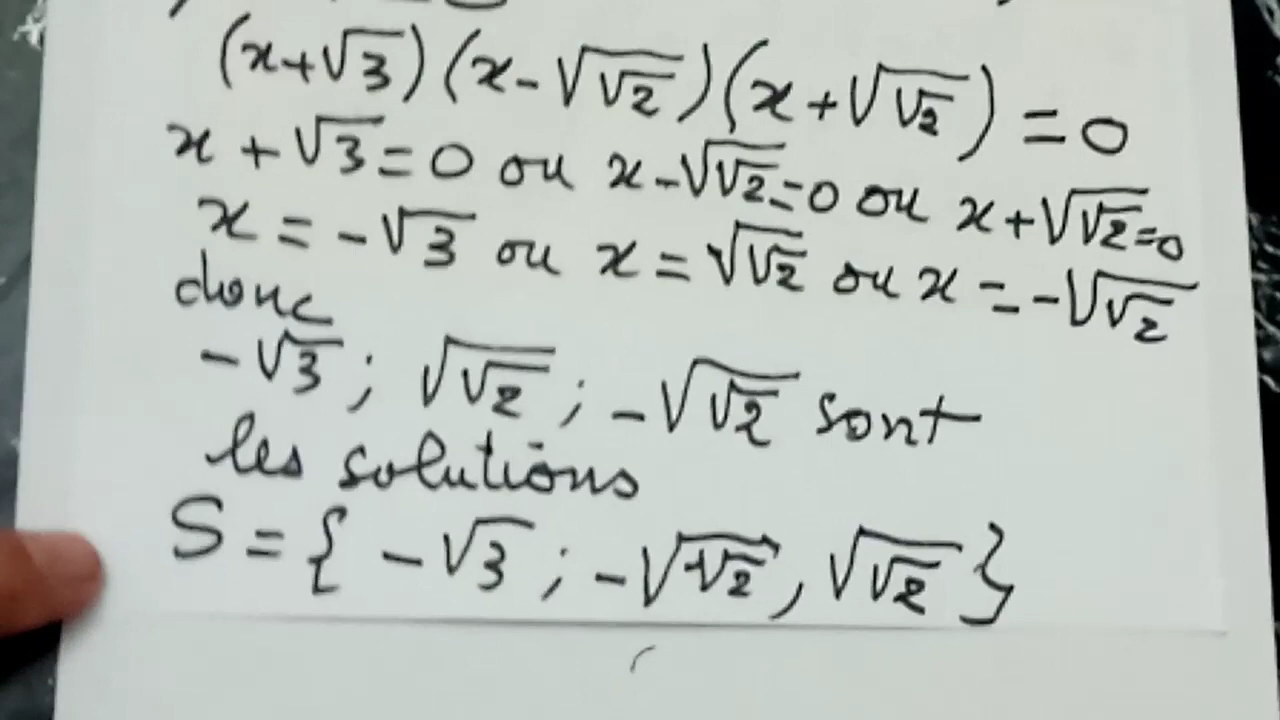 (x+√3)(x-√√2)(x+√√2)=0
x+√3=0 ou x-√√2=0 ou x+√√2=0
x=-√3 ou x=√√2 ou x=-√√2
donc
-√3; √√2; -√√2 sont
les solutions
S={-√3; -√√2, √√2}